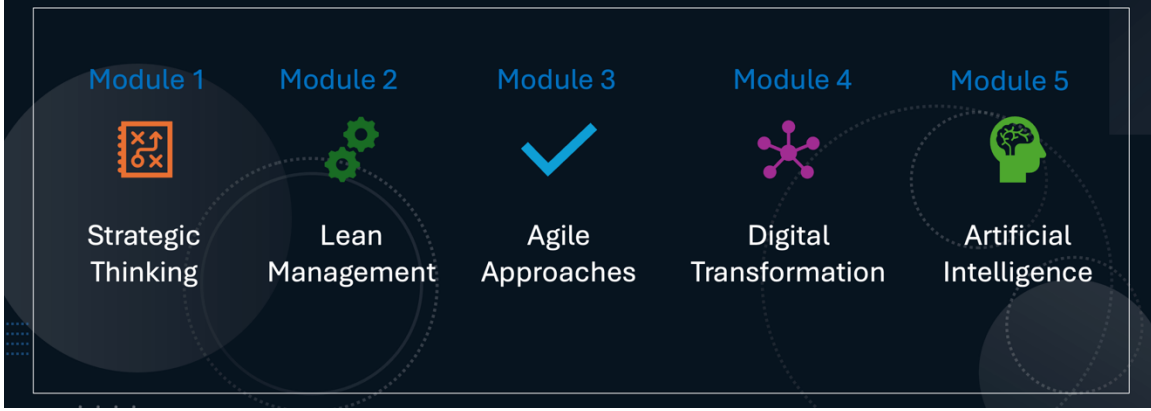 Module 1
Module 2
Module 3
Module 4
Module 5
Strategic
Thinking
Lean
Management
Agile
Approaches
Digital
Transformation
Artificial
Intelligence